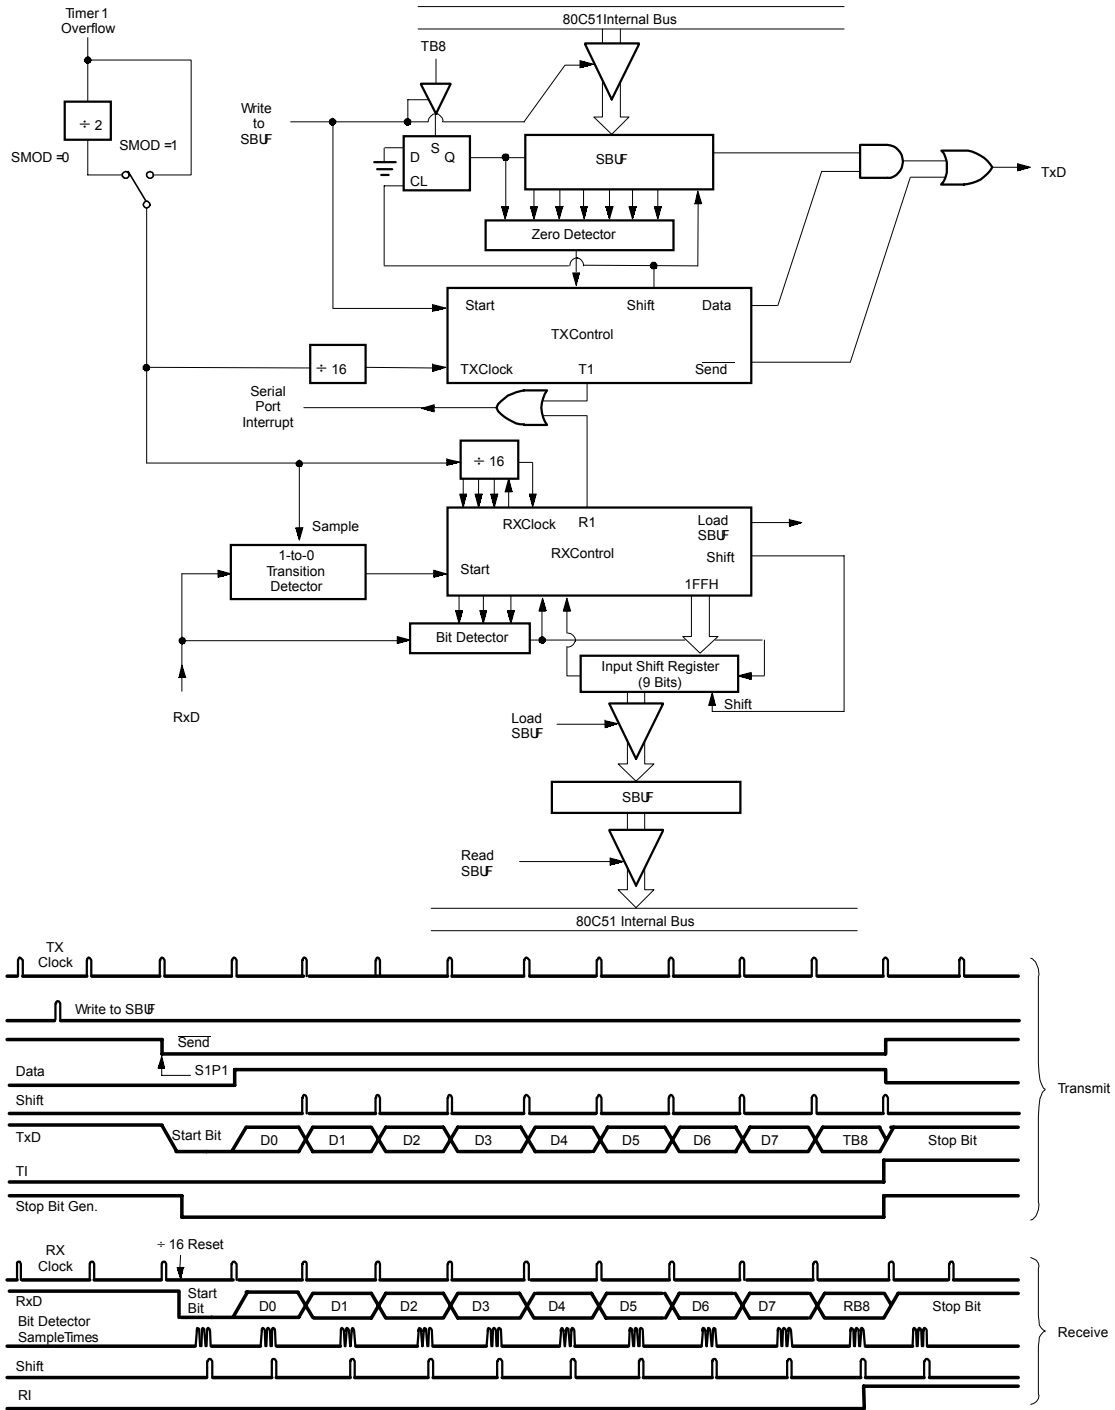 Timer 1
Overflow
80C51Internal Bus
TB8
÷ 2
SMOD =0
SMOD =1
Write
to
SBUF
D
S
Q
CL
SBUF
TxD
Zero Detector
Start
Shift
Data
TXControl
÷ 16
TXClock
T1
Send
Serial
Port
Interrupt
÷ 16
Sample
RXClock
R1
Load
SBUF
RXControl
Shift
Start
1FFH
1-to-0
Transition
Detector
Bit Detector
Input Shift Register
(9 Bits)
RxD
Shift
Load
SBUF
SBUF
Read
SBUF
80C51 Internal Bus
TX
Clock
Write to SBUF
Send
Data
S1P1
Shift
TxD
Start Bit
D0
D1
D2
D3
D4
D5
D6
D7
TB8
Stop Bit
TI
Stop Bit Gen.
Transmit
RX
Clock
÷ 16 Reset
RxD
Start
Bit
D0
D1
D2
D3
D4
D5
D6
D7
RB8
Stop Bit
Bit Detector
SampleTimes
Shift
RI
Receive